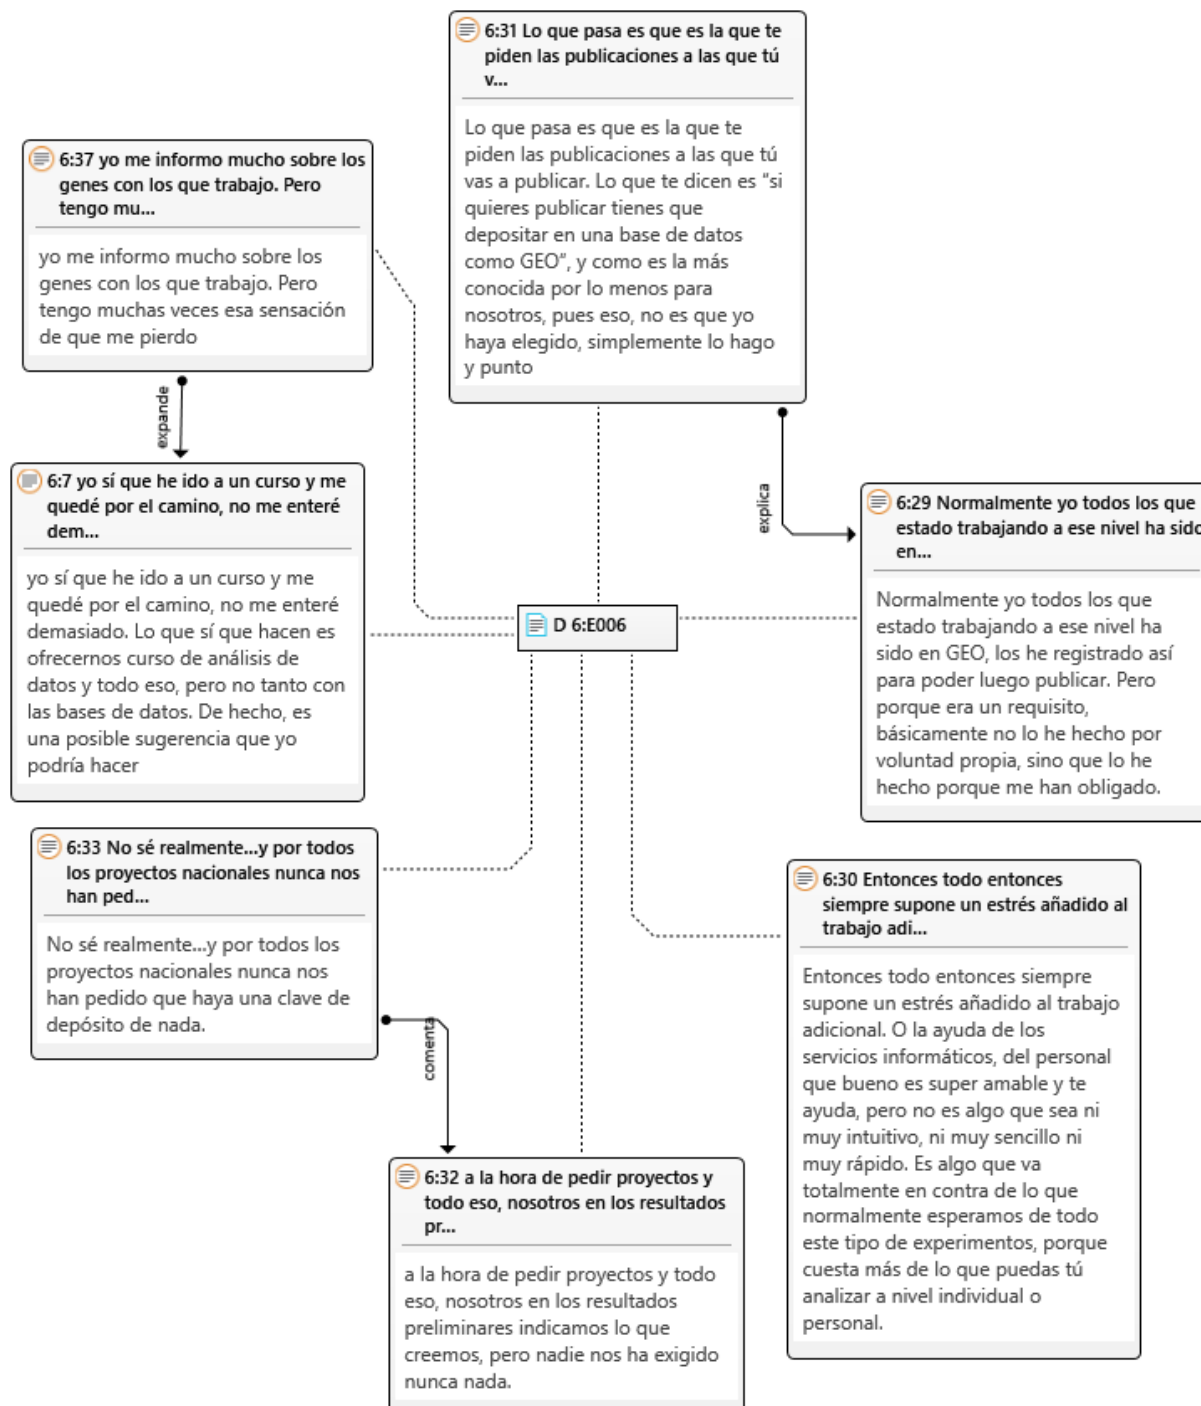 6:31 Lo que pasa es que es la que te
piden las publicaciones a las que tú
v...
Lo que pasa es que es la que te
piden las publicaciones a las que tú
vas a publicar. Lo que te dicen es "si
quieres publicar tienes que
depositar en una base de datos
como GEO", y como es la más
conocida por lo menos para
nosotros, pues eso, no es que yo
haya elegido, simplemente lo hago
y punto
6:37 yo me informo mucho sobre los
genes con los que trabajo. Pero
tengo mu...
yo me informo mucho sobre los
genes con los que trabajo. Pero
tengo muchas veces esa sensación
de que me pierdo
expande
6:7 yo sí que he ido a un curso y me
quedé por el camino, no me enteré
dem...
yo sí que he ido a un curso y me
quedé por el camino, no me enteré
demasiado. Lo que sí que hacen es
ofrecernos curso de análisis de
datos y todo eso, pero no tanto con
las bases de datos. De hecho, es
una posible sugerencia que yo
podría hacer
explica
6:29 Normalmente yo todos los que
estado trabajando a ese nivel ha sido
en...
Normalmente yo todos los que
estado trabajando a ese nivel ha
sido en GEO, los he registrado así
para poder luego publicar. Pero
porque era un requisito,
básicamente no lo he hecho por
voluntad propia, sino que lo he
hecho porque me han obligado.
D 6:E006
6:33 No sé realmente...y por todos
los proyectos nacionales nunca nos
han ped...
No sé realmente...y por todos los
proyectos nacionales nunca nos
han pedido que haya una clave de
depósito de nada.
comenta
6:30 Entonces todo entonces
siempre supone un estrés añadido al
trabajo adi...
Entonces todo entonces siempre
supone un estrés añadido al trabajo
adicional. O la ayuda de los
servicios informáticos, del personal
que bueno es super amable y te
ayuda, pero no es algo que sea ni
muy intuitivo, ni muy sencillo ni
muy rápido. Es algo que va
totalmente en contra de lo que
normalmente esperamos de todo
este tipo de experimentos, porque
cuesta más de lo que puedas tú
analizar a nivel individual o
personal.
6:32 a la hora de pedir proyectos y
todo eso, nosotros en los resultados
pr...
a la hora de pedir proyectos y todo
eso, nosotros en los resultados
preliminares indicamos lo que
creemos, pero nadie nos ha exigido
nunca nada.